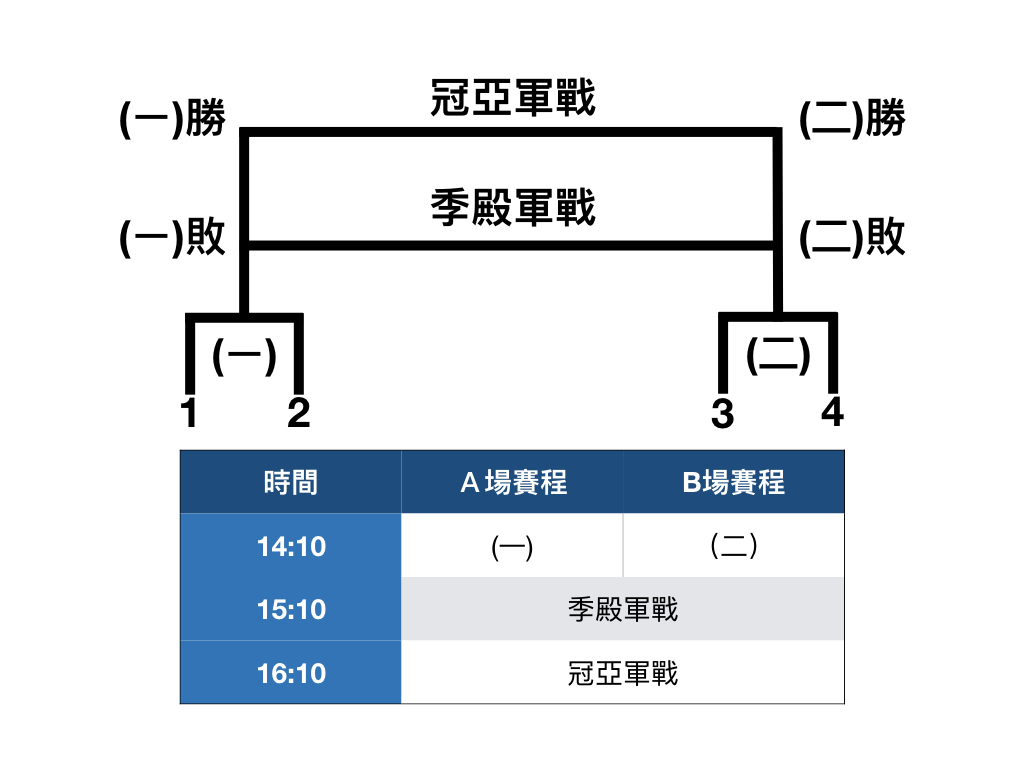 冠亞軍戰
(一)勝
(二)勝
季殿軍戰
(一)敗
(二)敗
(一)
(二)
1
2
3
4
時間
A場賽程
B場賽程
14:10
(一)
(二)
15:10
季殿軍戰
16:10
冠亞軍戰